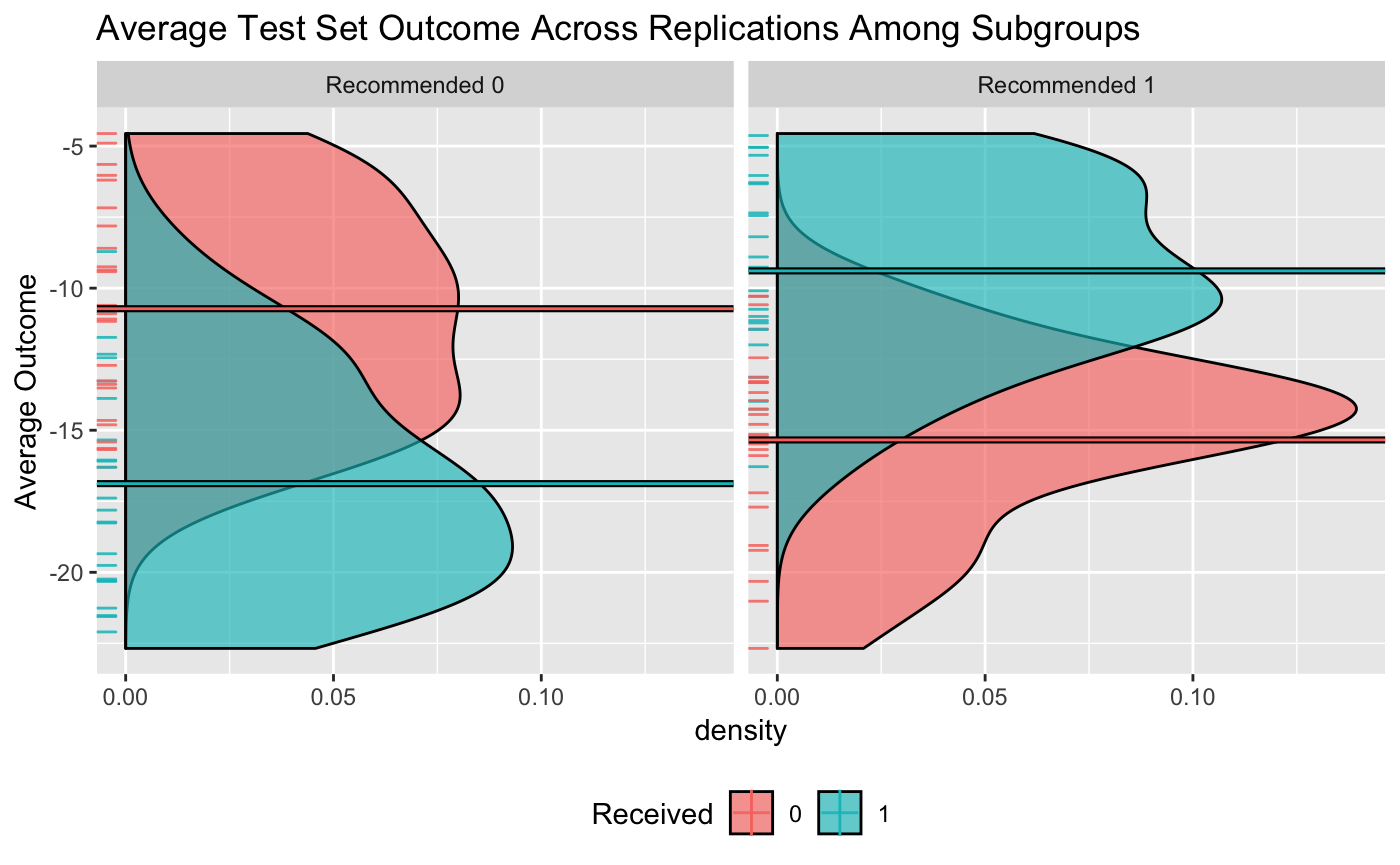 Average Test Set Outcome Across Replications Among Subgroups
Recommended 0
Recommended 1
Average Outcome
-5
-10
-15
-20
0.00
0.05
0.10
0.00
0.05
0.10
density
Received
0
1